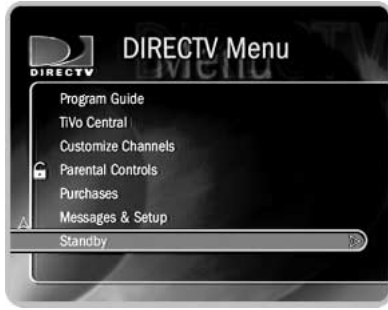 DIRECTV
DIRECTV Menu
Program Guide
TiVo Central
Customize Channels
Parental Controls
Purchases
Messages & Setup
Standby